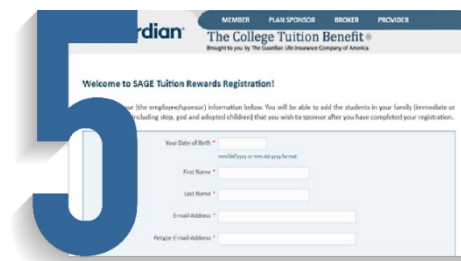 5
rdian
MEMBER PLAN SPONSOR BROKER PROVIDER
The College Tuition Benefit®
Brought to you by The Guardian Life Insurance Company of America
Welcome to SAGE Tuition Rewards Registration!
ur (the employee/sponsor) information below. You will be able to add the students in your family (immediate or
including step, god and adopted children) that you wish to sponsor after you have completed your registration.
Your Date of Birth *
mm/dd/yyyy or mm-dd-yyyy format
First Name *
Last Name *
E-mail Address *
Retype E-mail Address *